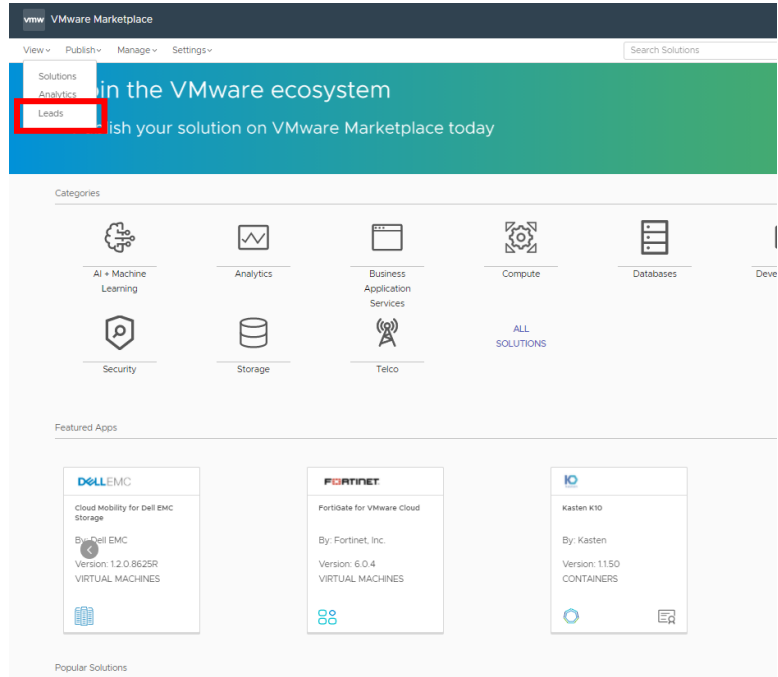 vmw VMware Marketplace
View Publish Manage Settings
Search Solutions
Solutions
Analytics
Leads
in the VMware ecosystem
ish your solution on VMware Marketplace today
Categories
AI + Machine
Learning
Analytics
Business
Application
Services
Compute
Databases
Deve
Security
Storage
Telco
ALL
SOLUTIONS
Featured Apps
DELLEMC
Cloud Mobility for Dell EMC
Storage
By: Dell EMC
Version: 1.2.0.8625R
VIRTUAL MACHINES
FORTINET
FortiGate for VMware Cloud
By: Fortinet, Inc.
Version: 6.0.4
VIRTUAL MACHINES
K10
Kasten K10
By: Kasten
Version: 1.1.50
CONTAINERS
Popular Solutions